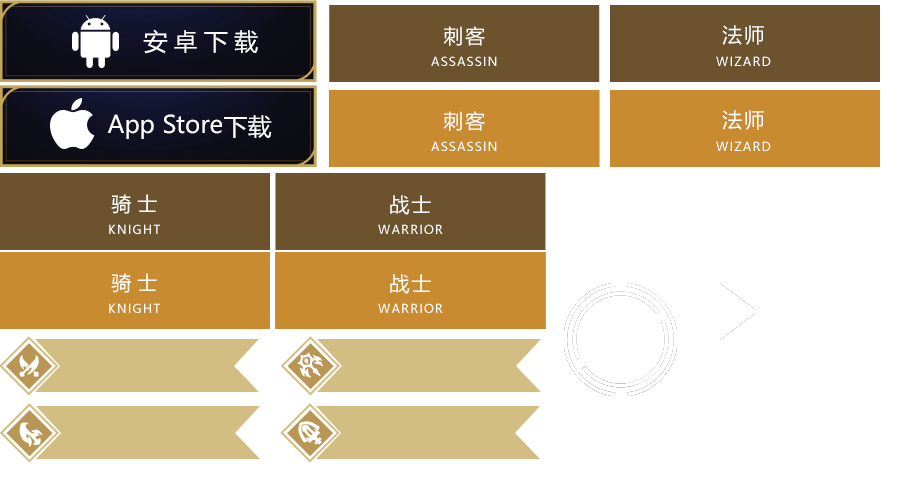 安卓下载
App Store下载
刺客
ASSASSIN
法师
WIZARD
刺客
ASSASSIN
法师
WIZARD
骑士
KNIGHT
战士
WARRIOR
骑士
KNIGHT
战士
WARRIOR